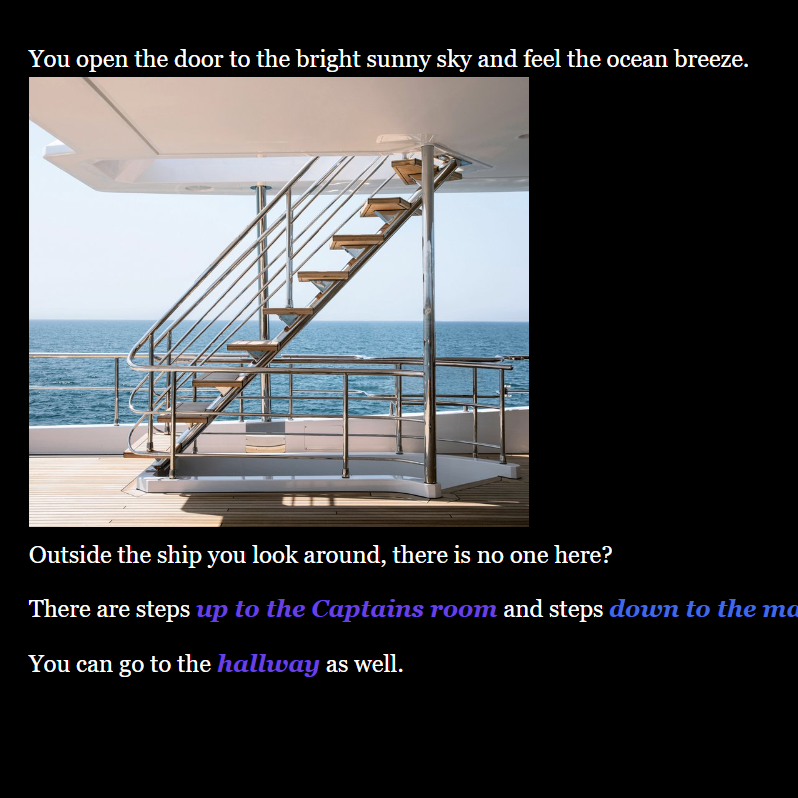 You open the door to the bright sunny sky and feel the ocean breeze.
Outside the ship you look around, there is no one here?
There are steps up to the Captains room and steps down to the
You can go to the hallway as well.